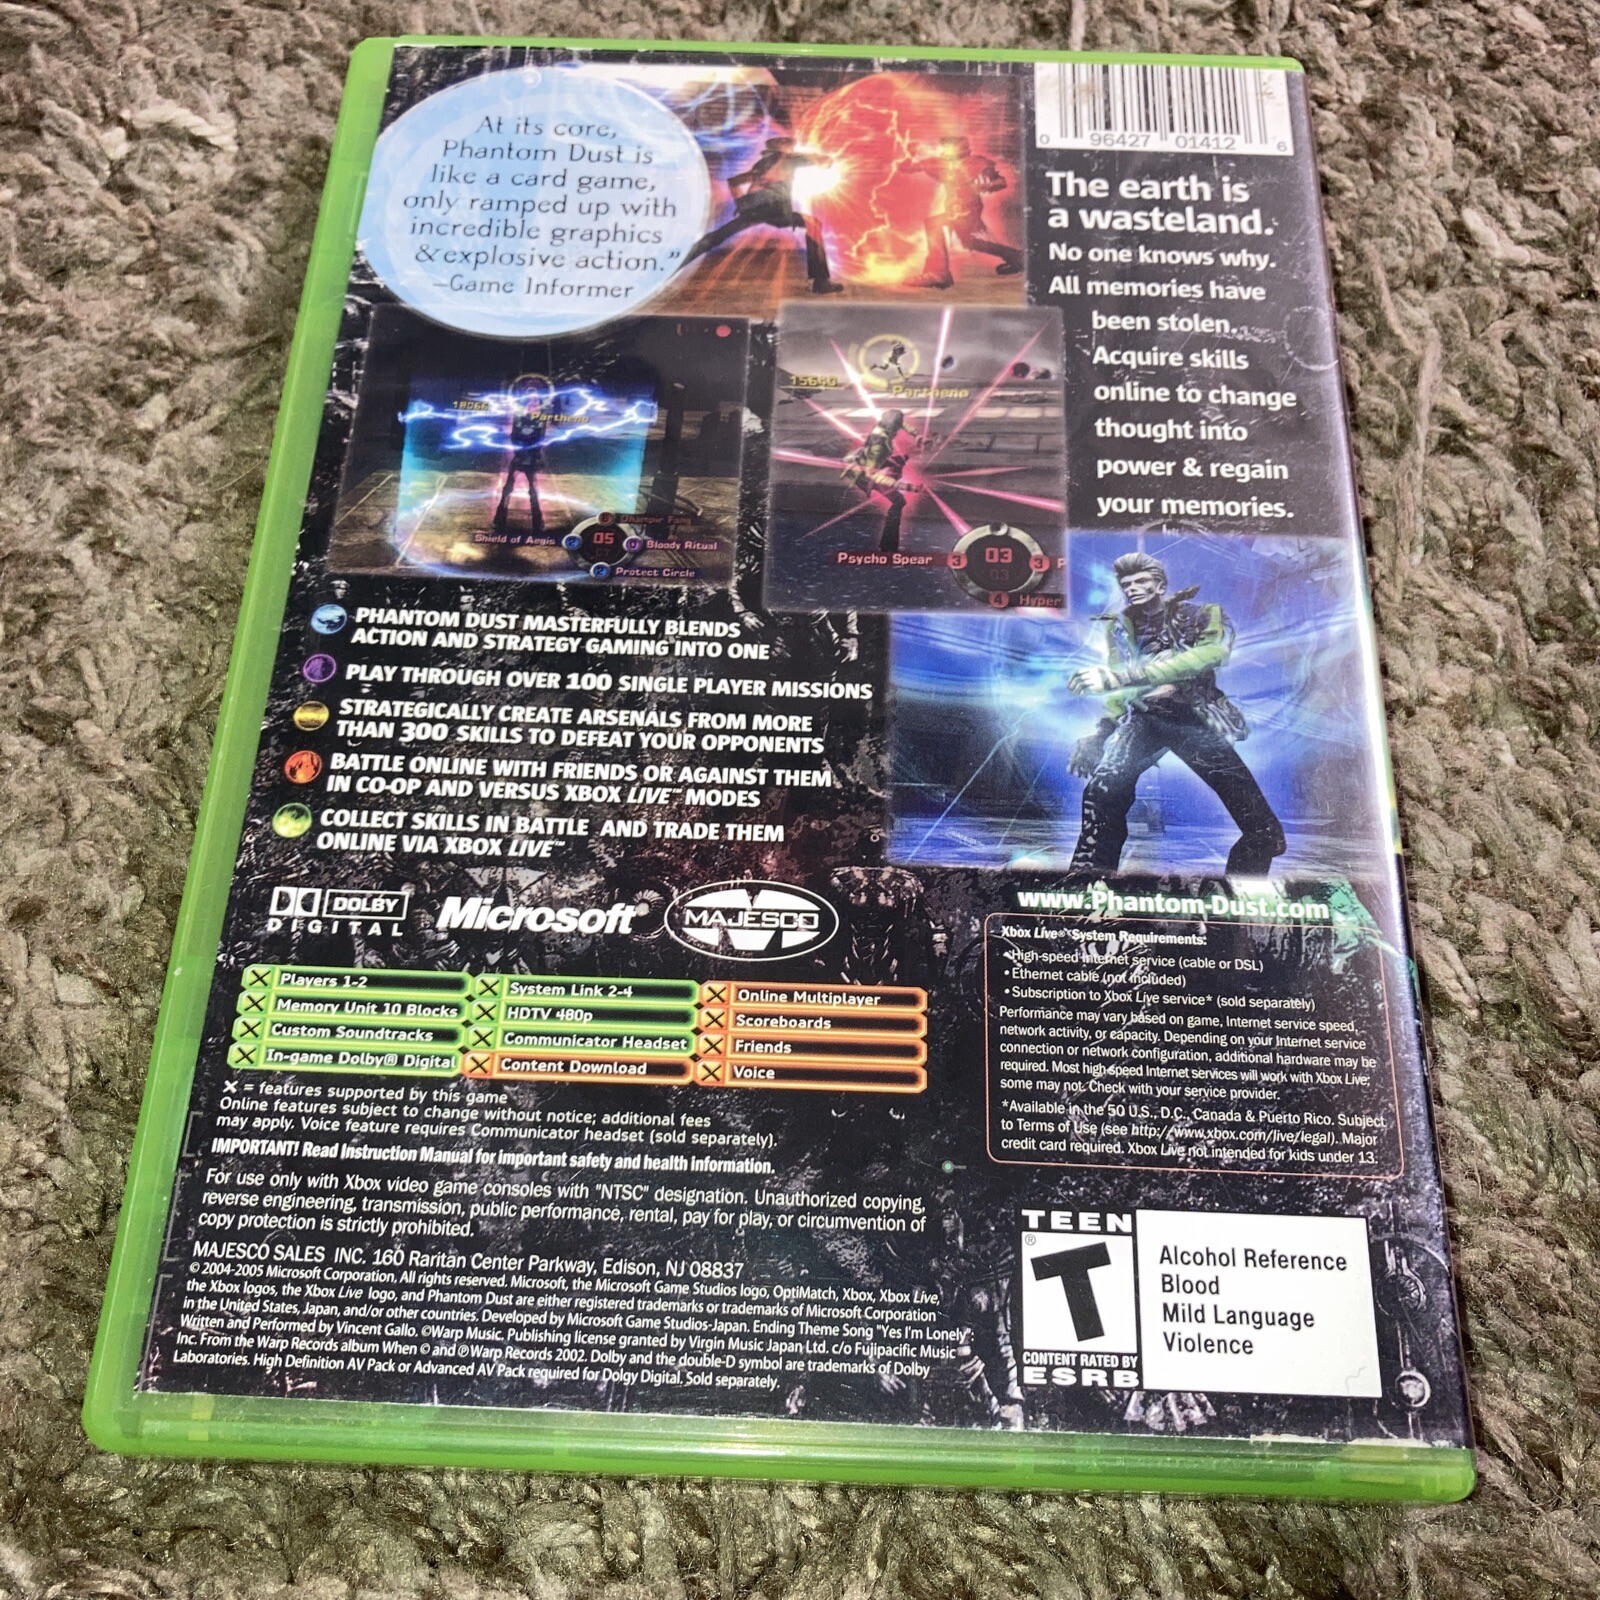 At its core,
Phantom Dust is
like a card game,
only ramped up with
incredible graphics
& explosive action."
–Game Informer
0 96427 01412 6
The earth is
a wasteland.
No one knows why.
All memories have
been stolen.
Acquire skills
online to change
thought into
power & regain
your memories.
18066
Partheno
Dhampir Fang
Shield of Aegis
05
Bloody Ritual
Protect Circle
15640
Partheno
Psycho Spear 3
03
3 P
4 Hyper
PHANTOM DUST MASTERFULLY BLENDS
ACTION AND STRATEGY GAMING INTO ONE
PLAY THROUGH OVER 100 SINGLE PLAYER MISSIONS
STRATEGICALLY CREATE ARSENALS FROM MORE
THAN 300 SKILLS TO DEFEAT YOUR OPPONENTS
BATTLE ONLINE WITH FRIENDS OR AGAINST THEM
IN CO-OP AND VERSUS XBOX LIVE™ MODES
COLLECT SKILLS IN BATTLE AND TRADE THEM
ONLINE VIA XBOX LIVE™
DOLBY
DIGITAL
Microsoft®
MAJESCO
www.Phantom-Dust.com
Players 1-2
Memory Unit 10 Blocks
Custom Soundtracks
In-game Dolby® Digital
System Link 2-4
HDTV 480p
Communicator Headset
Content Download
Online Multiplayer
Scoreboards
Friends
Voice
X = features supported by this game
Online features subject to change without notice; additional fees
may apply. Voice feature requires Communicator headset (sold separately).
IMPORTANT! Read Instruction Manual for important safety and health information.
For use only with Xbox video game consoles with "NTSC" designation. Unauthorized copying,
reverse engineering, transmission, public performance, rental, pay for play, or circumvention of
copy protection is strictly prohibited.
MAJESCO SALES INC. 160 Raritan Center Parkway, Edison, NJ 08837
© 2004-2005 Microsoft Corporation, All rights reserved. Microsoft, the Microsoft Game Studios logo, OptiMatch, Xbox, Xbox Live,
the Xbox logos, the Xbox Live logo, and Phantom Dust are either registered trademarks or trademarks of Microsoft Corporation
in the United States, Japan, and/or other countries. Developed by Microsoft Game Studios-Japan. Ending Theme Song "Yes I'm Lonely":
Written and Performed by Vincent Gallo. ©Warp Music. Publishing license granted by Virgin Music Japan Ltd. c/o Fujipacific Music
Inc. From the Warp Records album When © and ℗Warp Records 2002. Dolby and the double-D symbol are trademarks of Dolby
Laboratories. High Definition AV Pack or Advanced AV Pack required for Dolgy Digital. Sold separately.
Xbox Live® System Requirements:
•High-speed Internet service (cable or DSL)
• Ethernet cable (not included)
• Subscription to Xbox Live service* (sold separately)
Performance may vary based on game, Internet service speed,
network activity, or capacity. Depending on your Internet service
connection or network configuration, additional hardware may be
required. Most high-speed Internet services will work with Xbox Live;
some may not. Check with your service provider.
*Available in the 50 U.S., D.C., Canada & Puerto Rico. Subject
to Terms of Use (see http://www.xbox.com/live/legal). Major
credit card required. Xbox Live not intended for kids under 13.
TEEN
T
®
CONTENT RATED BY
ESRB
Alcohol Reference
Blood
Mild Language
Violence